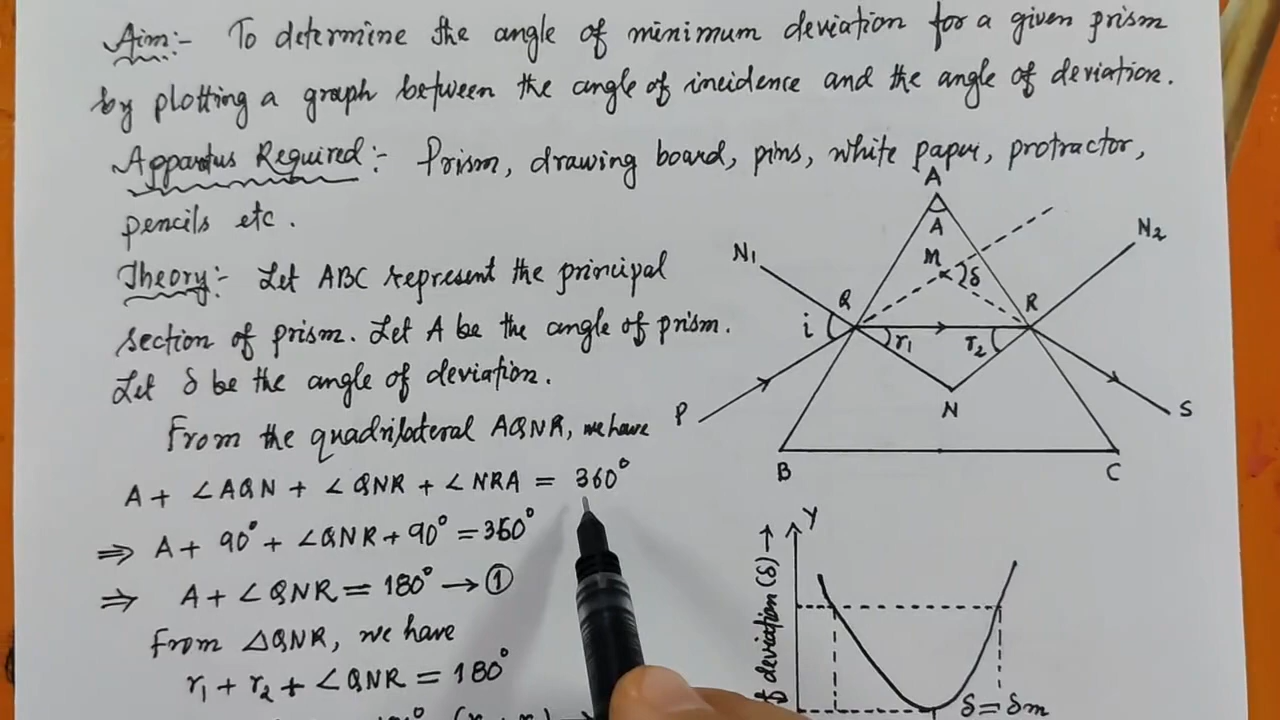 Aim:- To determine the angle of minimum deviation for a given prism
by plotting a graph between the angle of incidence and the angle of deviation.
Apparatus Required:- Prism, drawing board, pins, white paper, protractor,
pencils etc.
Theory:- Let ABC represent the principal
section of prism. Let A be the angle of prism.
Let δ be the angle of deviation.
From the quadrilateral AQNR, we have
A + ∠AQN + ∠QNR + ∠NRA = 360°
⇒ A + 90° + ∠QNR + 90° = 360°
⇒ A + ∠QNR = 180° → ①
From ΔQNR, we have
r₁ + r₂ + ∠QNR = 180°
A
A
N₁
M
δ
N₂
Q
R
i
r₁
r₂
P
N
S
B
C
Y
deviation (δ) →
δ = δm